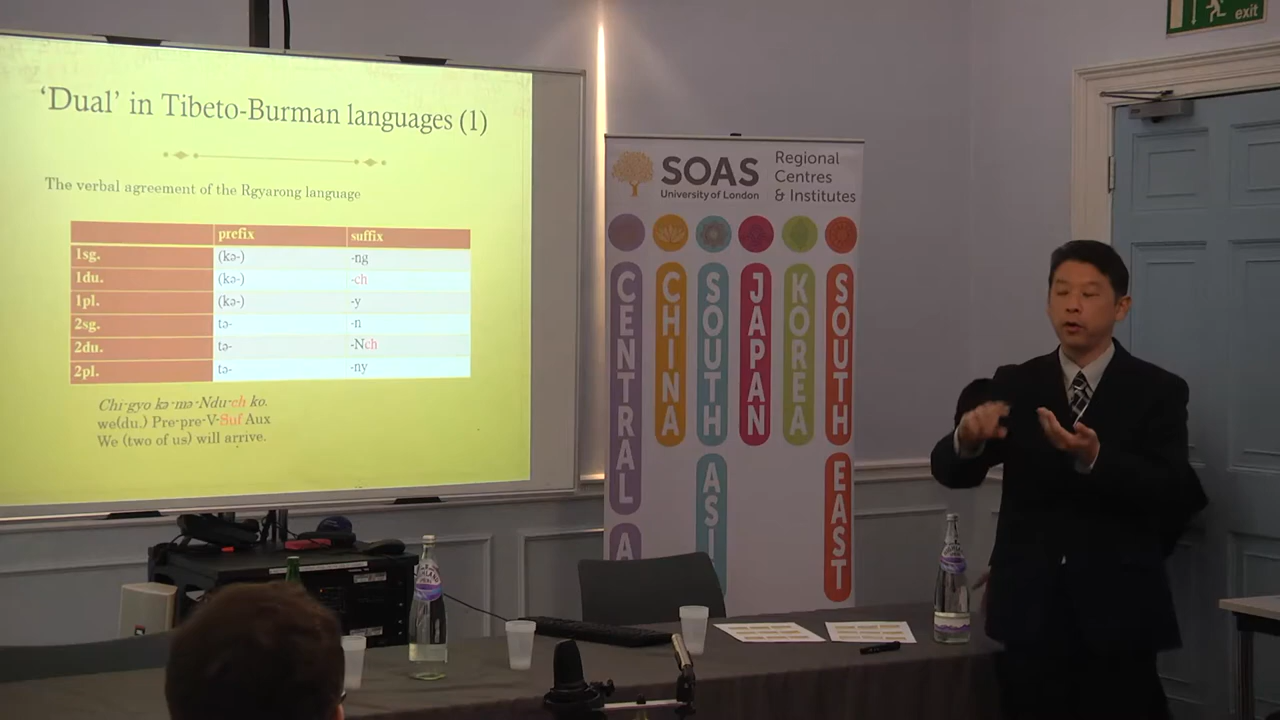 'Dual' in Tibeto-Burman languages (1)
The verbal agreement of the Rgyarong language
prefix suffix
1sg. (kə-) -ng
1du. (kə-) -ch
1pl. (kə-) -y
2sg. tə- -n
2du. tə- -Nch
2pl. tə- -ny
Chi-gyo kə-mə-Ndu-ch ko.
we(du.) Pre-pre-V-Suf Aux
We (two of us) will arrive.
SOAS
University of London
Regional
Centres
& Institutes
CENTRAL A
CHINA
SOUTH ASI
JAPAN
KOREA
SOUTH EAST
exit